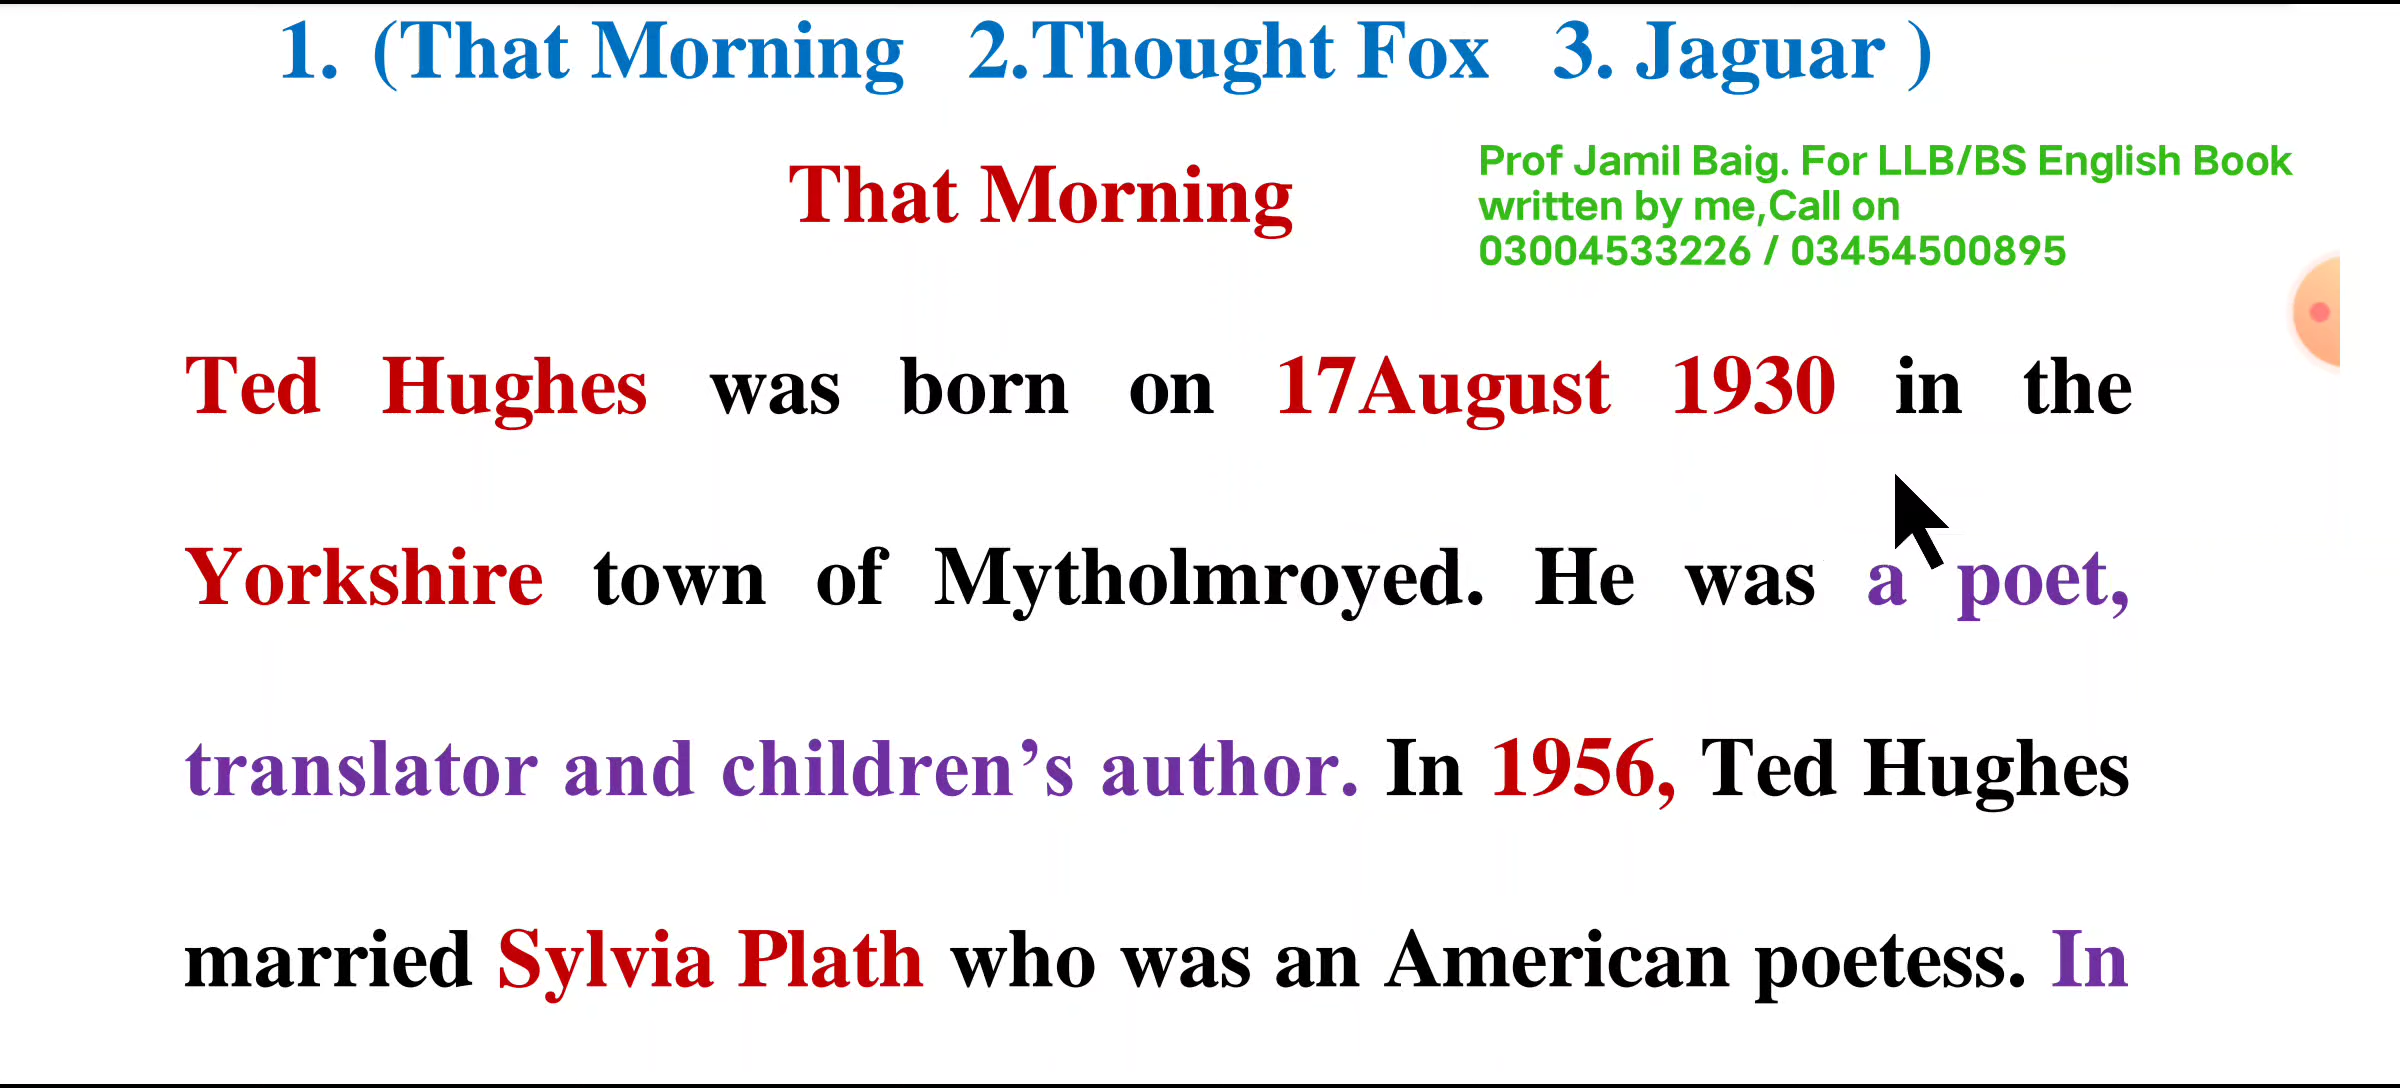 1. (That Morning 2.Thought Fox 3. Jaguar )
That Morning
Prof Jamil Baig. For LLB/BS English Book
written by me,Call on
03004533226 / 03454500895
Ted Hughes was born on 17August 1930 in the
Yorkshire town of Mytholmroyed. He was a poet,
translator and children’s author. In 1956, Ted Hughes
married Sylvia Plath who was an American poetess. In